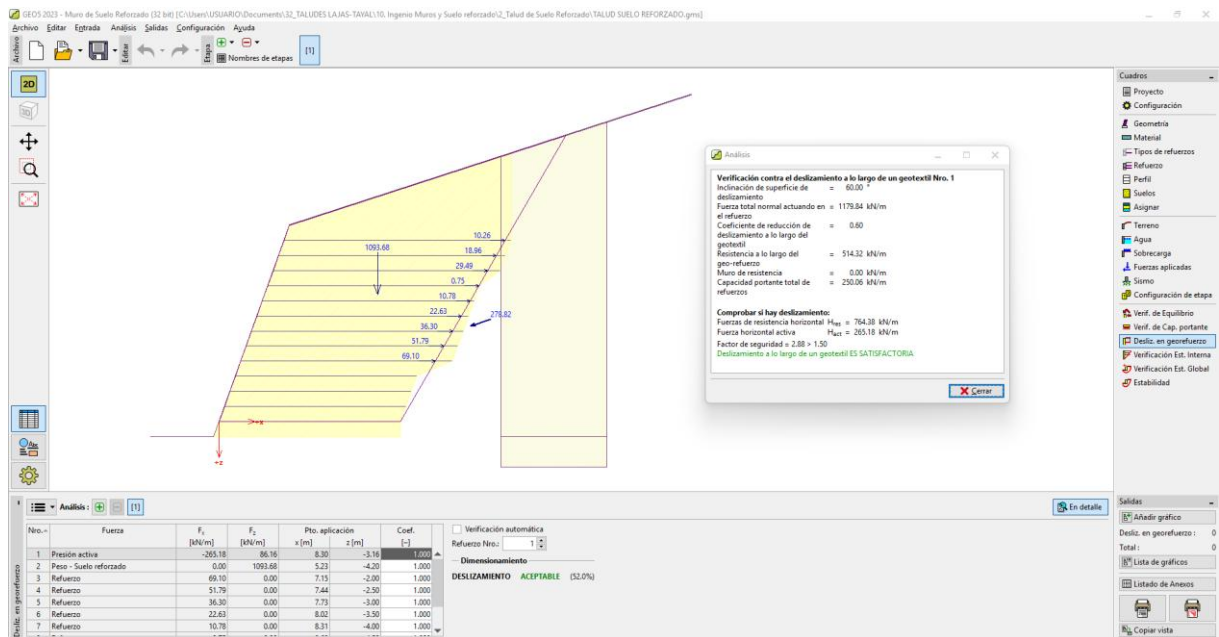 GEO5 2023 - Muro de Suelo Reforzado (32 bit) [C:\Users\USUARIO\Documents\32_TALUDES LAJAS-TAYAL\10. Ingenio Muros y Suelo reforzado\2_Talud de Suelo Reforzado\TALUD SUELO REFORZADO.gms]
Archivo Editar Entrada Análisis Salidas Configuración Ayuda
Archivo
Editar
Etapa
Nombres de etapas
[1]
2D
3D
10.26
1093.68
18.96
29.49
0.75
10.78
22.63
278.82
36.30
51.79
69.10
+x
+z
Análisis
Verificación contra el deslizamiento a lo largo de un geotextil Nro. 1
Inclinación de superficie de deslizamiento = 60.00 °
Fuerza total normal actuando en el refuerzo = 1179.84 kN/m
Coeficiente de reducción de deslizamiento a lo largo del geotextil = 0.60
Resistencia a lo largo del geo-refuerzo = 514.32 kN/m
Muro de resistencia = 0.00 kN/m
Capacidad portante total de refuerzos = 250.06 kN/m
Comprobar si hay deslizamiento:
Fuerzas de resistencia horizontal Hres = 764.38 kN/m
Fuerza horizontal activa Hact = 265.18 kN/m
Factor de seguridad = 2.88 > 1.50
Deslizamiento a lo largo de un geotextil ES SATISFACTORIA
Cerrar
Cuadros
Proyecto
Configuración
Geometría
Material
Tipos de refuerzos
Refuerzo
Perfil
Suelos
Asignar
Terreno
Agua
Sobrecarga
Fuerzas aplicadas
Sismo
Configuración de etapa
Verif. de Equilibrio
Verif. de Cap. portante
Desliz. en georefuerzo
Verificación Est. Interna
Verificación Est. Global
Estabilidad
Análisis : [1]
En detalle
Nro. Fuerza F1 F2 Pto. aplicación Coef.
[kN/m] [kN/m] x [m] z [m] [-]
1 Presión activa -265.18 86.16 8.30 -3.16 1.000
2 Peso - Suelo reforzado 0.00 1093.68 5.23 -4.20 1.000
3 Refuerzo 69.10 0.00 7.15 -2.00 1.000
4 Refuerzo 51.79 0.00 7.44 -2.50 1.000
5 Refuerzo 36.30 0.00 7.73 -3.00 1.000
6 Refuerzo 22.63 0.00 8.02 -3.50 1.000
7 Refuerzo 10.78 0.00 8.31 -4.00 1.000
Verificación automática
Refuerzo Nro.: 1
Dimensionamiento
DESLIZAMIENTO ACEPTABLE (52.0%)
Desliz. en georefuerzo
Salidas
Añadir gráfico
Desliz. en georefuerzo : 0
Total : 0
Lista de gráficos
Listado de Anexos
Copiar vista